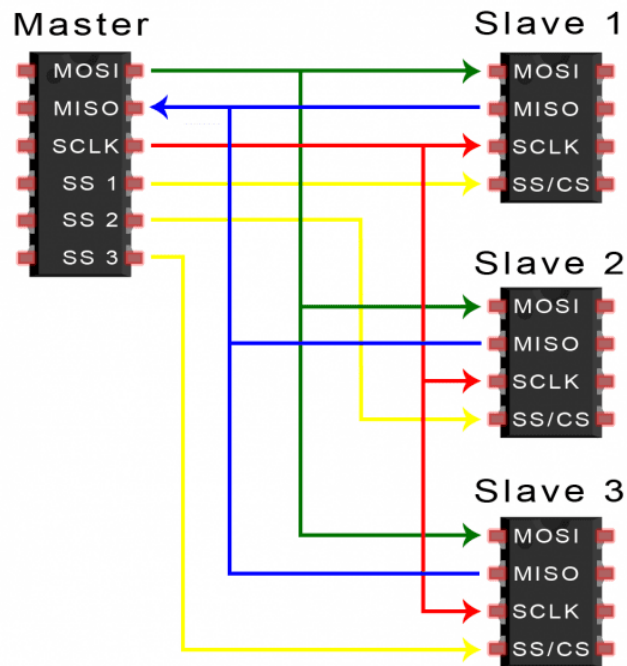 Master
MOSI
MISO
SCLK
SS 1
SS 2
SS 3
Slave 1
MOSI
MISO
SCLK
SS/CS
Slave 2
MOSI
MISO
SCLK
SS/CS
Slave 3
MOSI
MISO
SCLK
SS/CS